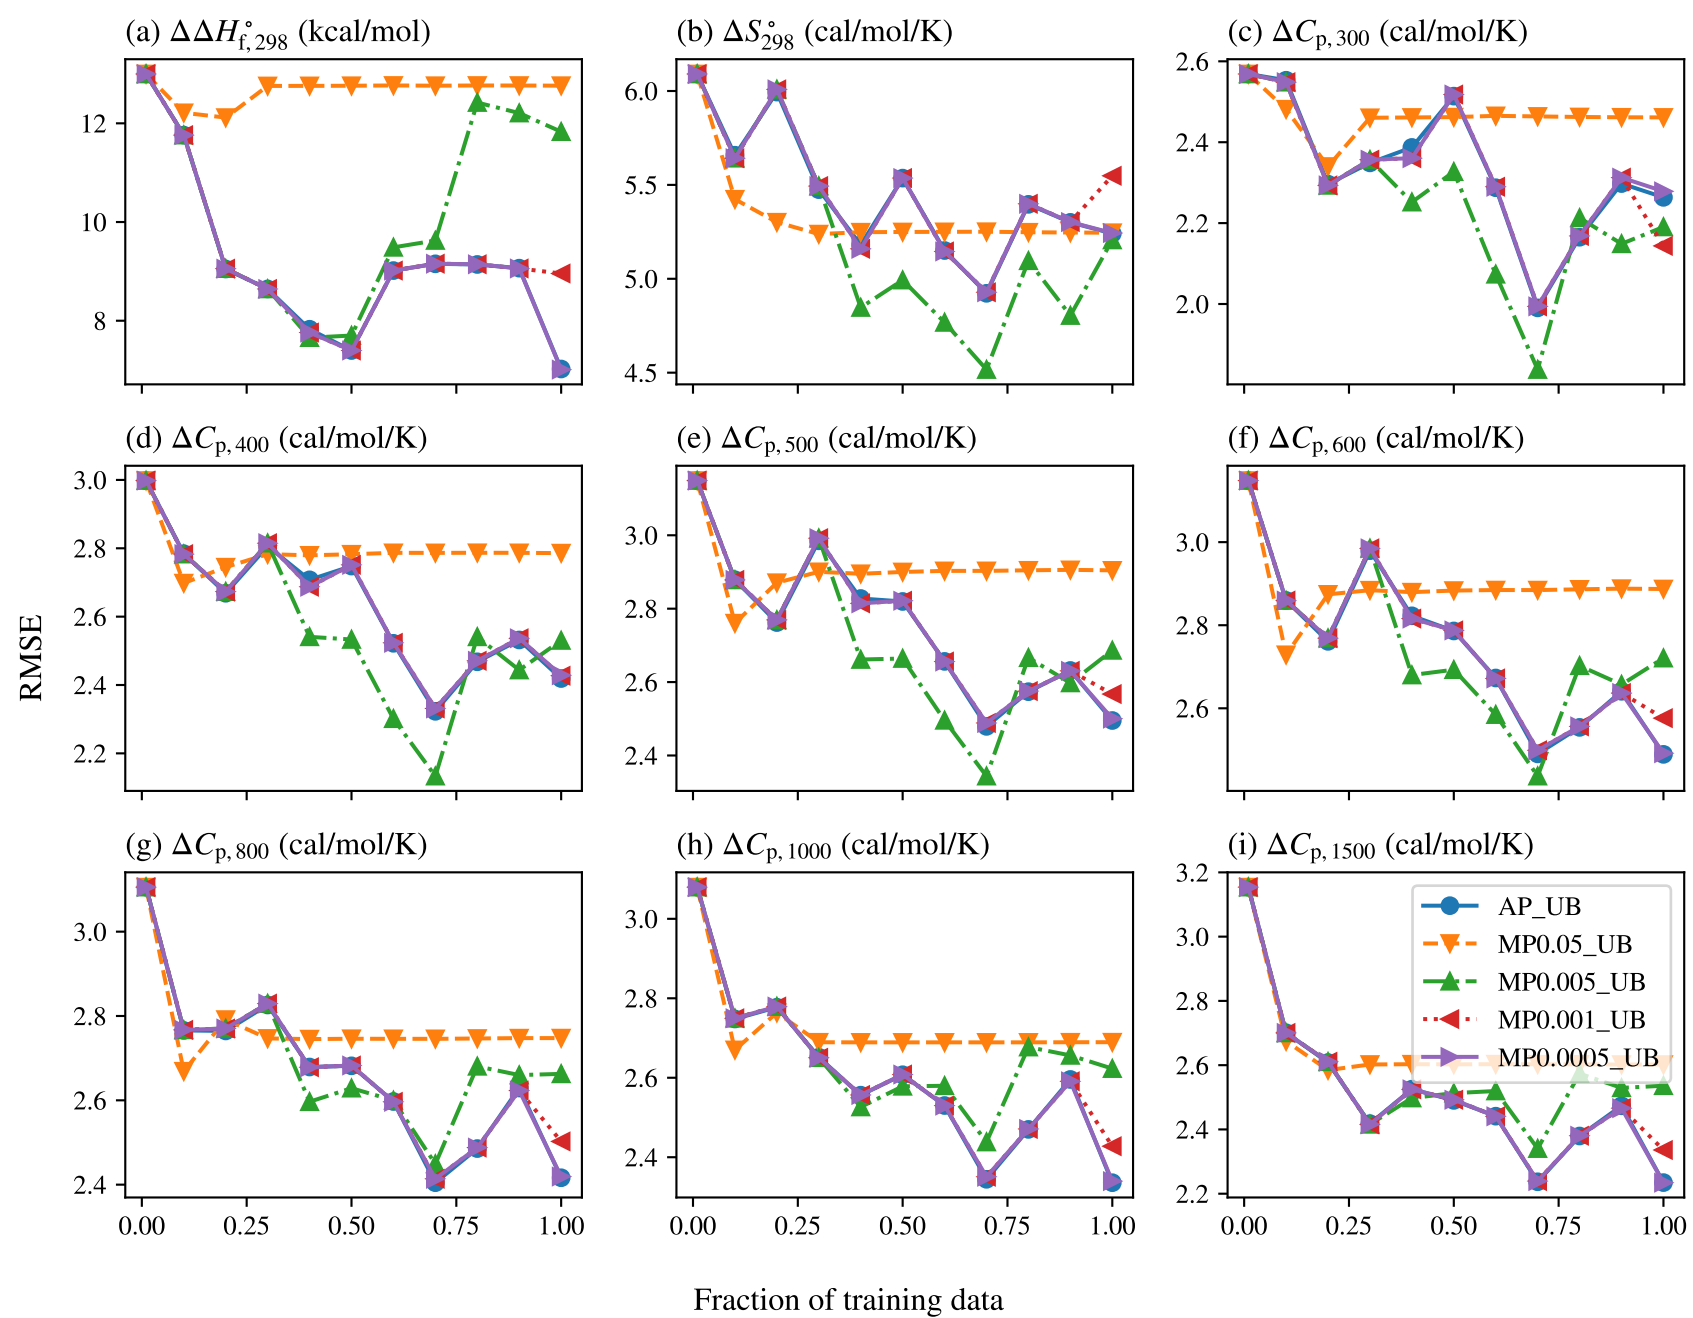 (a) ΔΔH°f, 298 (kcal/mol)
(b) ΔS°298 (cal/mol/K)
(c) ΔCp, 300 (cal/mol/K)
12
10
8
6.0
5.5
5.0
4.5
2.6
2.4
2.2
2.0
(d) ΔCp, 400 (cal/mol/K)
(e) ΔCp, 500 (cal/mol/K)
(f) ΔCp, 600 (cal/mol/K)
RMSE
3.0
2.8
2.6
2.4
2.2
3.0
2.8
2.6
2.4
3.0
2.8
2.6
(g) ΔCp, 800 (cal/mol/K)
(h) ΔCp, 1000 (cal/mol/K)
(i) ΔCp, 1500 (cal/mol/K)
3.0
2.8
2.6
2.4
0.00 0.25 0.50 0.75 1.00
3.0
2.8
2.6
2.4
0.00 0.25 0.50 0.75 1.00
3.2
3.0
2.8
2.6
2.4
2.2
0.00 0.25 0.50 0.75 1.00
AP_UB
MP0.05_UB
MP0.005_UB
MP0.001_UB
MP0.0005_UB
Fraction of training data